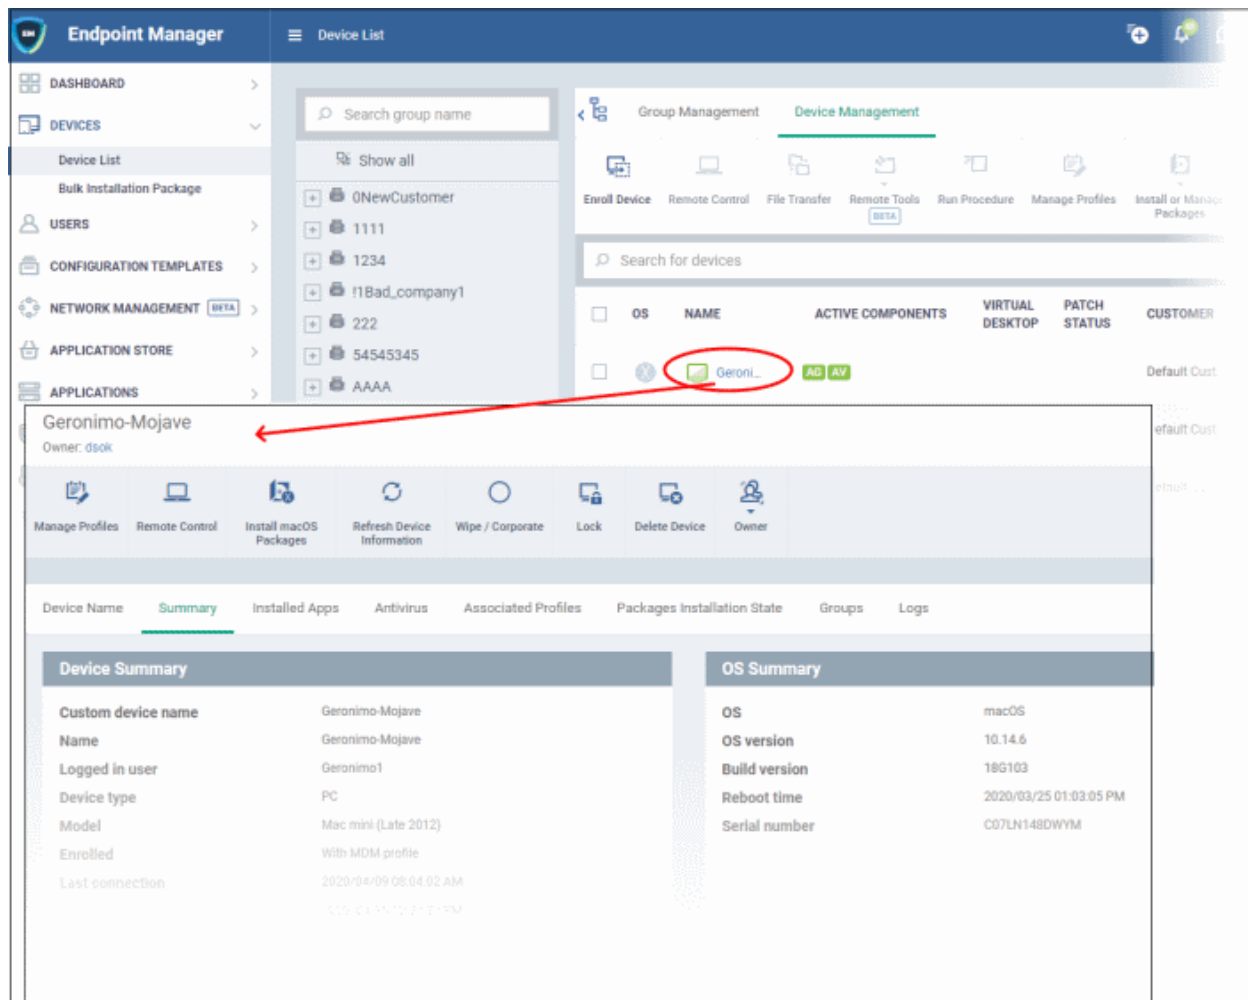 EM Endpoint Manager
Device List
DASHBOARD
DEVICES
Device List
Bulk Installation Package
USERS
CONFIGURATION TEMPLATES
NETWORK MANAGEMENT BETA
APPLICATION STORE
APPLICATIONS
Search group name
Show all
0NewCustomer
1111
1234
!1Bad_company1
222
54545345
AAAA
Group Management Device Management
Enroll Device Remote Control File Transfer Remote Tools Run Procedure Manage Profiles Install or Manage
BETA Packages
Search for devices
OS NAME ACTIVE COMPONENTS VIRTUAL DESKTOP PATCH STATUS CUSTOMER
Geroni... AG AV Default Cust
efault Cust
Geronimo-Mojave
Owner: dsok
Manage Profiles Remote Control Install macOS Refresh Device Wipe / Corporate Lock Delete Device Owner
Packages Information
Device Name Summary Installed Apps Antivirus Associated Profiles Packages Installation State Groups Logs
Device Summary
Custom device name Geronimo-Mojave
Name Geronimo-Mojave
Logged in user Geronimo1
Device type PC
Model Mac mini (Late 2012)
Enrolled With MDM profile
Last connection 2020/04/09 08:04:02 AM
OS Summary
OS macOS
OS version 10.14.6
Build version 18G103
Reboot time 2020/03/25 01:03:05 PM
Serial number C07LN148DWYM